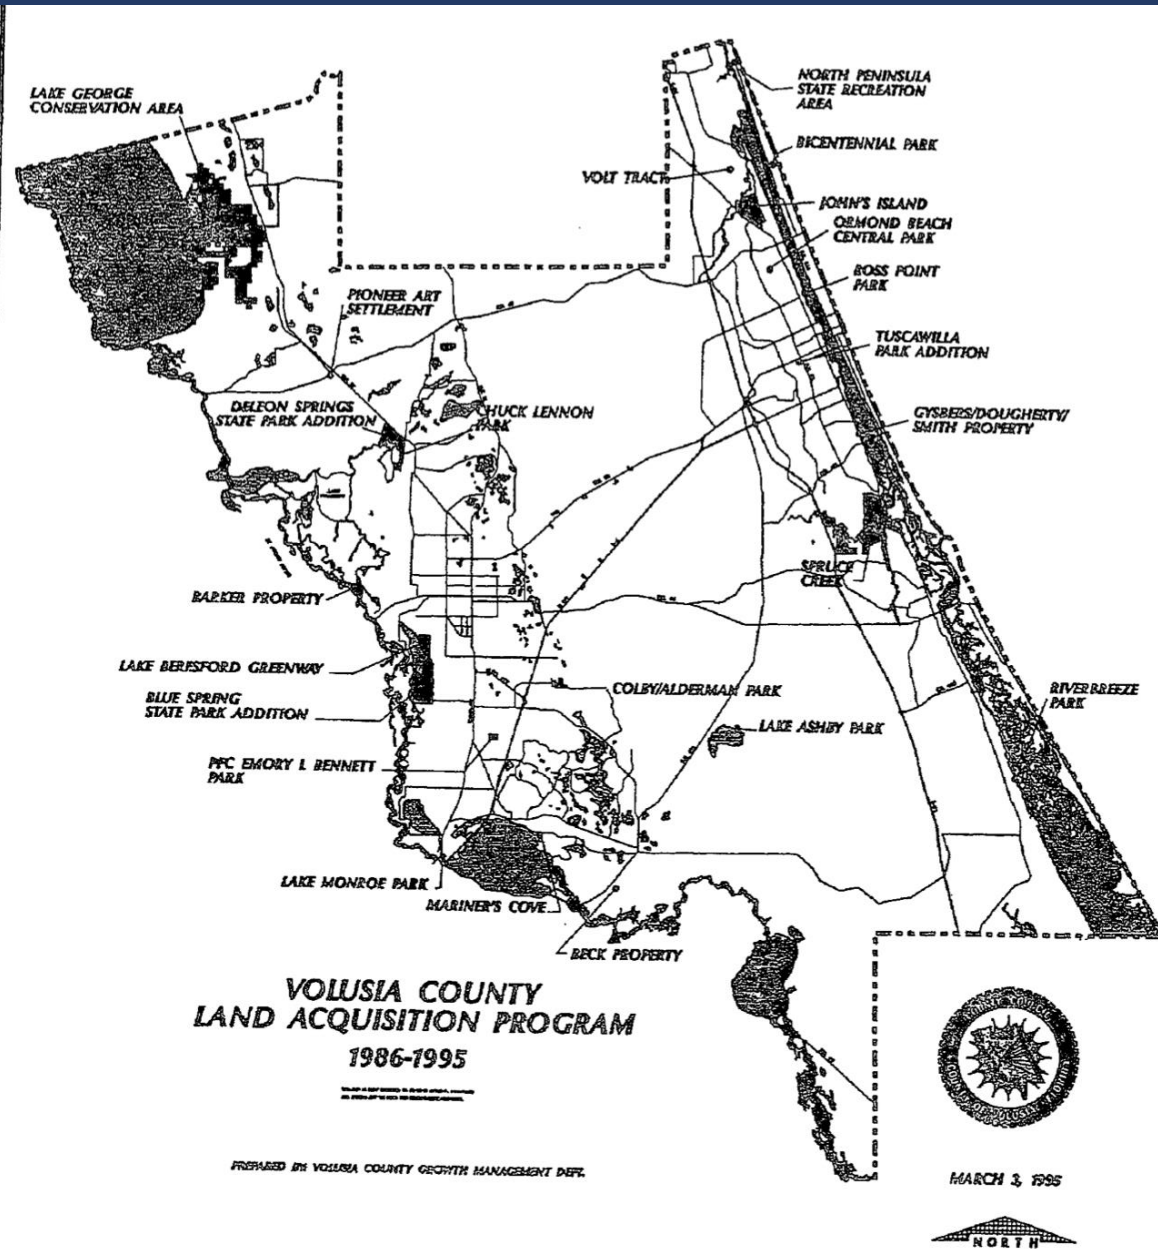 LAKE GEORGE
CONSERVATION AREA
NORTH PENINSULA
STATE RECREATION
AREA
BICENTENNIAL PARK
VOLT TRACT
JOHN'S ISLAND
ORMOND BEACH
CENTRAL PARK
ROSS POINT
PARK
PIONEER ART
SETTLEMENT
TUSCAWILLA
PARK ADDITION
DELEON SPRINGS
STATE PARK ADDITION
CHUCK LENNON
PARK
GYSBERS/DOUGHERTY/
SMITH PROPERTY
SPRUCE
CREEK
BARKER PROPERTY
LAKE BERESFORD GREENWAY
BLUE SPRING
STATE PARK ADDITION
COLBY/ALDERMAN PARK
RIVERBREEZE
PARK
LAKE ASHBY PARK
PFC EMORY L BENNETT
PARK
LAKE MONROE PARK
MARINER'S COVE
BECK PROPERTY
VOLUSIA COUNTY
LAND ACQUISITION PROGRAM
1986-1995
PREPARED BY VOLUSIA COUNTY GROWTH MANAGEMENT DEPT.
MARCH 3, 1995
NORTH